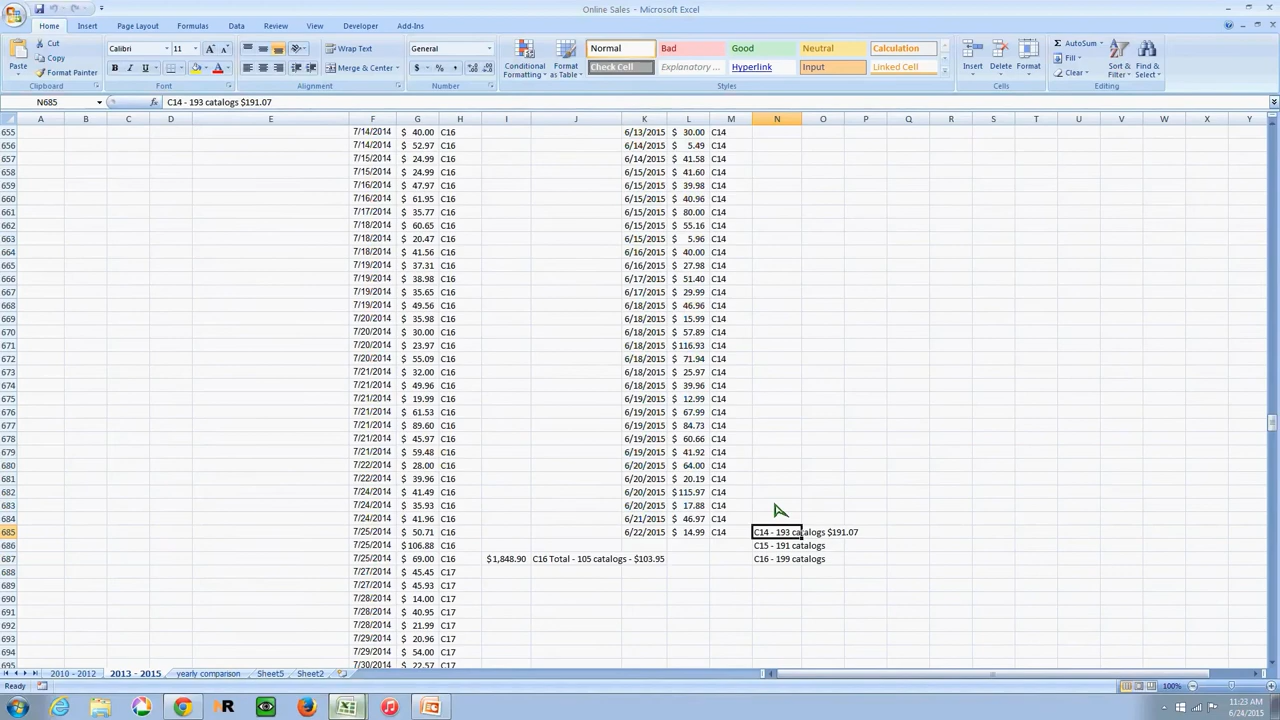 Online Sales - Microsoft Excel
Home Insert Page Layout Formulas Data Review View Developer Add-Ins
Paste Cut Copy Format Painter Clipboard
Calibri 11 B I U Font
Wrap Text Merge & Center Alignment
General $ % , Number
Conditional Formatting Format as Table Normal Bad Good Neutral Calculation
Check Cell Explanatory ... Hyperlink Input Linked Cell Styles
Insert Delete Format Cells
AutoSum Fill Clear Sort & Filter Find & Select Editing
N685 fx C14 - 193 catalogs $191.07
A B C D E F G H I J K L M N O P Q R S T U V W X Y
655 7/14/2014 $ 40.00 C16 6/13/2015 $ 30.00 C14
656 7/14/2014 $ 52.97 C16 6/14/2015 $ 5.49 C14
657 7/15/2014 $ 24.99 C16 6/14/2015 $ 41.58 C14
658 7/15/2014 $ 24.99 C16 6/15/2015 $ 41.60 C14
659 7/16/2014 $ 47.97 C16 6/15/2015 $ 39.98 C14
660 7/16/2014 $ 61.95 C16 6/15/2015 $ 40.96 C14
661 7/17/2014 $ 35.77 C16 6/15/2015 $ 80.00 C14
662 7/18/2014 $ 60.65 C16 6/15/2015 $ 55.16 C14
663 7/18/2014 $ 20.47 C16 6/15/2015 $ 5.96 C14
664 7/18/2014 $ 41.56 C16 6/16/2015 $ 40.00 C14
665 7/19/2014 $ 37.31 C16 6/16/2015 $ 27.98 C14
666 7/19/2014 $ 38.98 C16 6/17/2015 $ 51.40 C14
667 7/19/2014 $ 35.65 C16 6/17/2015 $ 29.99 C14
668 7/19/2014 $ 49.56 C16 6/18/2015 $ 46.96 C14
669 7/20/2014 $ 35.98 C16 6/18/2015 $ 15.99 C14
670 7/20/2014 $ 30.00 C16 6/18/2015 $ 57.89 C14
671 7/20/2014 $ 23.97 C16 6/18/2015 $ 116.93 C14
672 7/20/2014 $ 55.09 C16 6/18/2015 $ 71.94 C14
673 7/21/2014 $ 32.00 C16 6/18/2015 $ 25.97 C14
674 7/21/2014 $ 49.96 C16 6/18/2015 $ 39.96 C14
675 7/21/2014 $ 19.99 C16 6/19/2015 $ 12.99 C14
676 7/21/2014 $ 61.53 C16 6/19/2015 $ 67.99 C14
677 7/21/2014 $ 89.60 C16 6/19/2015 $ 84.73 C14
678 7/21/2014 $ 45.97 C16 6/19/2015 $ 60.66 C14
679 7/21/2014 $ 59.48 C16 6/19/2015 $ 41.92 C14
680 7/22/2014 $ 28.00 C16 6/20/2015 $ 64.00 C14
681 7/22/2014 $ 39.96 C16 6/20/2015 $ 20.19 C14
682 7/24/2014 $ 41.49 C16 6/20/2015 $ 115.97 C14
683 7/24/2014 $ 35.93 C16 6/20/2015 $ 17.88 C14
684 7/24/2014 $ 41.96 C16 6/21/2015 $ 46.97 C14
685 7/25/2014 $ 50.71 C16 6/22/2015 $ 14.99 C14 C14 - 193 catalogs $191.07
686 7/25/2014 $ 106.88 C16 C15 - 191 catalogs
687 7/25/2014 $ 69.00 C16 $1,848.90 C16 Total - 105 catalogs - $103.95 C16 - 199 catalogs
688 7/27/2014 $ 45.45 C17
689 7/27/2014 $ 45.93 C17
690 7/28/2014 $ 14.00 C17
691 7/28/2014 $ 40.95 C17
692 7/28/2014 $ 21.99 C17
693 7/29/2014 $ 20.96 C17
694 7/29/2014 $ 54.00 C17
695 7/30/2014 $ 22.57 C17
2010 - 2012 2013 - 2015 yearly comparison Sheet5 Sheet2
Ready 100%
11:23 AM
6/24/2015